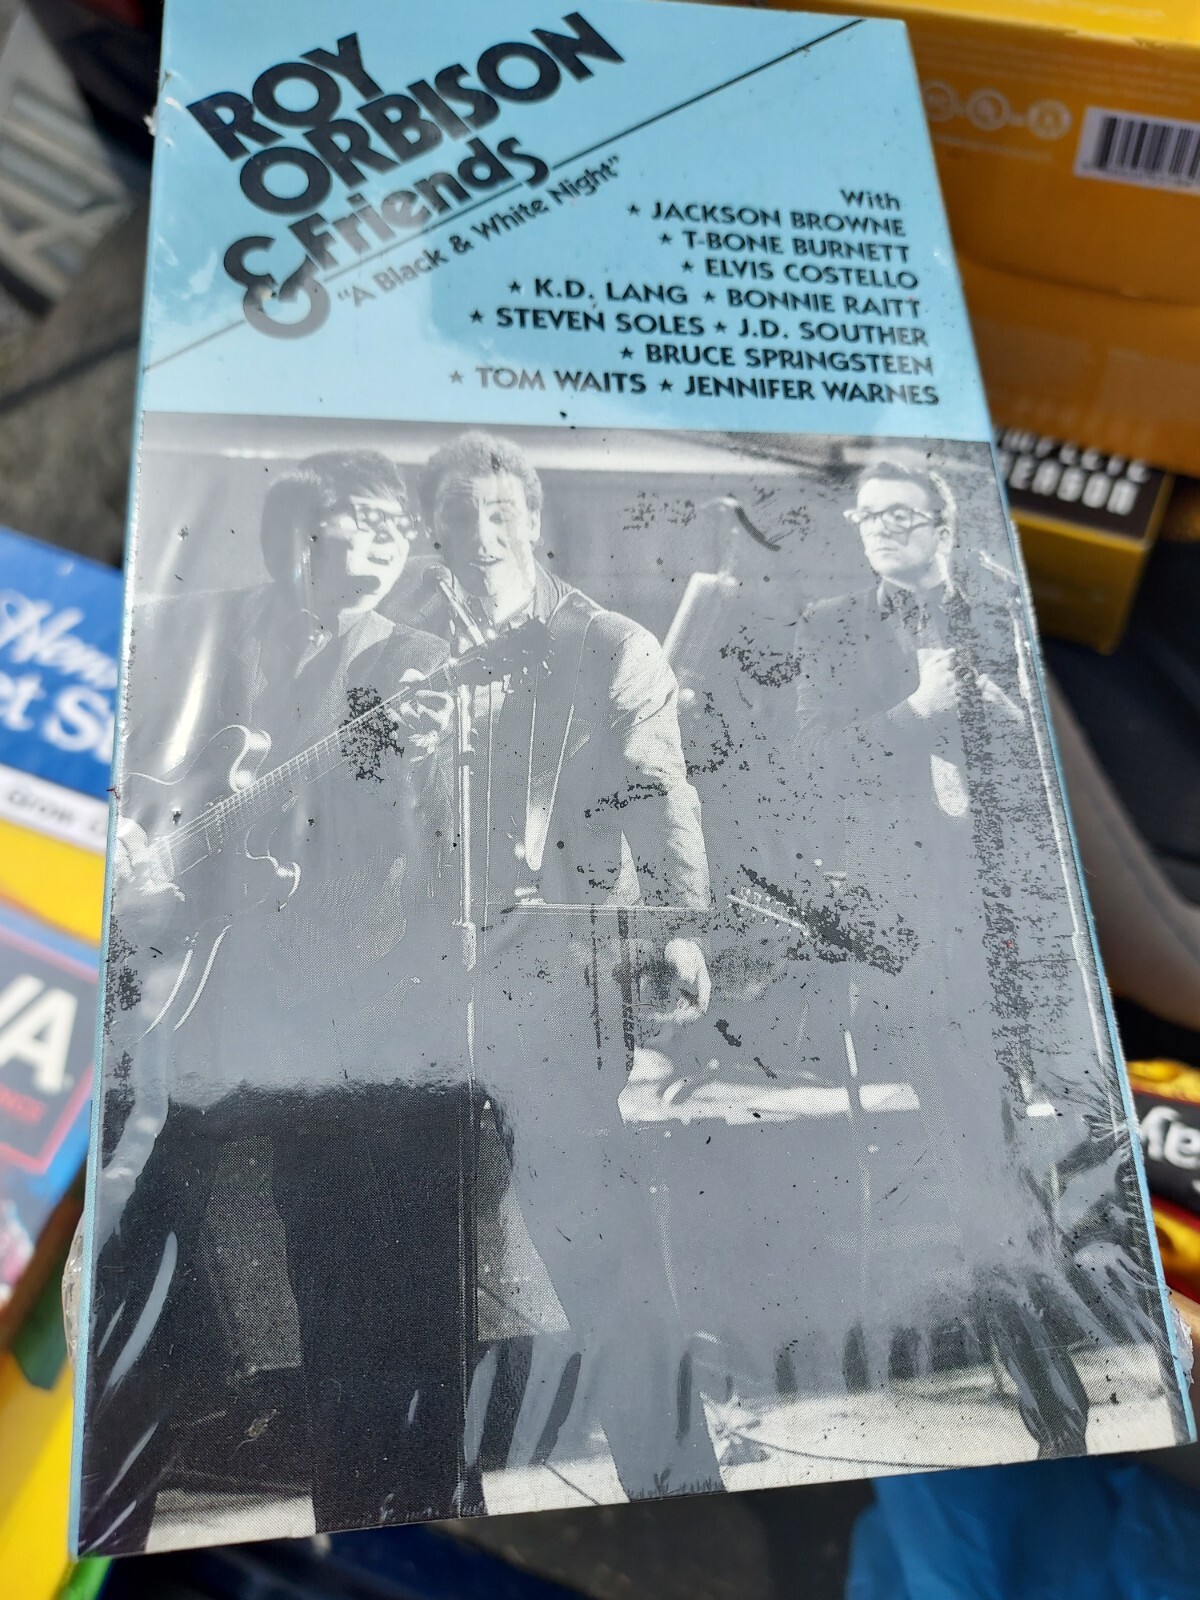 ROY
ORBISON
& Friends
"A Black & White Night"
With
★ JACKSON BROWNE
★ T-BONE BURNETT
★ ELVIS COSTELLO
★ K.D. LANG ★ BONNIE RAITT
★ STEVEN SOLES ★ J.D. SOUTHER
★ BRUCE SPRINGSTEEN
★ TOM WAITS ★ JENNIFER WARNES